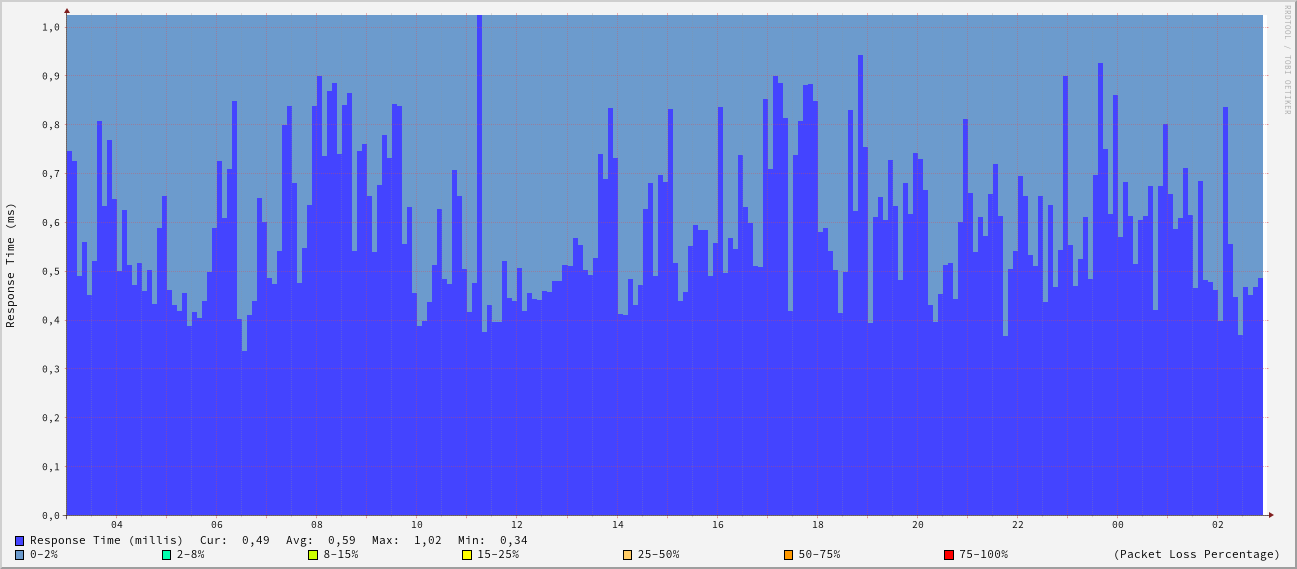 RRDTOOL / TOBI OETIKER
Response Time (ms)
1,0
0,9
0,8
0,7
0,6
0,5
0,4
0,3
0,2
0,1
0,0
04 06 08 10 12 14 16 18 20 22 00 02
Response Time (millis) Cur: 0,49 Avg: 0,59 Max: 1,02 Min: 0,34
0-2% 2-8% 8-15% 15-25% 25-50% 50-75% 75-100% (Packet Loss Percentage)